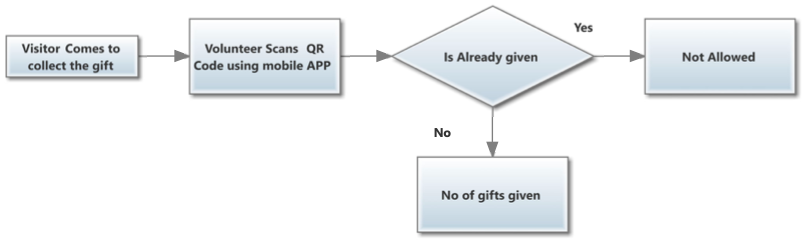 Visitor Comes to
collect the gift
Volunteer Scans QR
Code using mobile APP
Is Already given
Yes
Not Allowed
No
No of gifts given